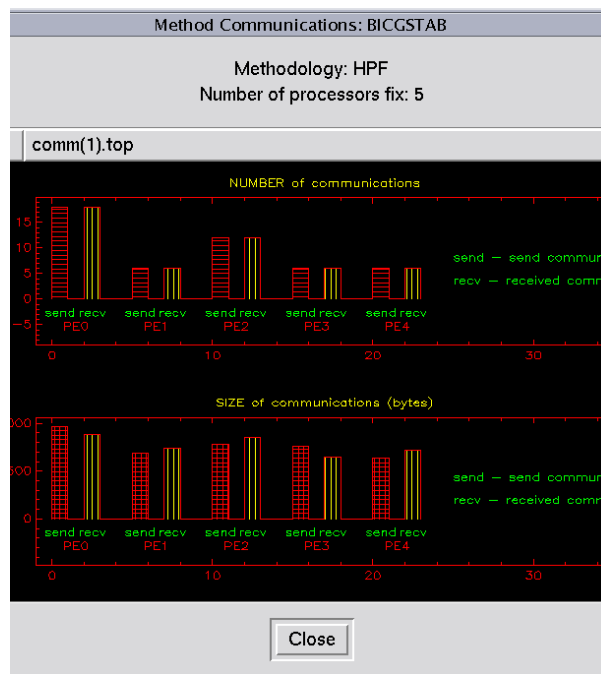 Method Communications: BICGSTAB
Methodology: HPF
Number of processors fix: 5
comm(1).top
NUMBER of communications
15
10
5
0
-5
send — send commun
recv — received comm
send recv send recv send recv send recv send recv
PE0 PE1 PE2 PE3 PE4
0 10 20 30
SIZE of communications (bytes)
000
500
0
send — send commun
recv — received comm
send recv send recv send recv send recv send recv
PE0 PE1 PE2 PE3 PE4
0 10 20 30
Close